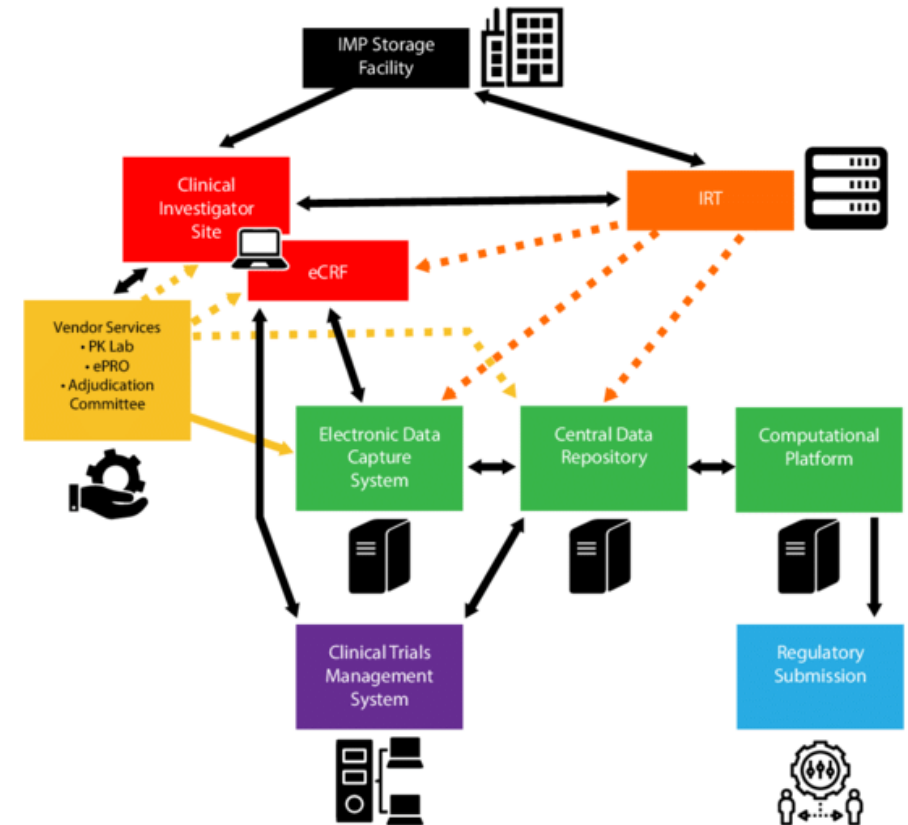 IMP Storage
Facility
Clinical
Investigator
Site
IRT
eCRF
Vendor Services
• PK Lab
• ePRO
• Adjudication
Committee
Electronic Data
Capture
System
Central Data
Repository
Computational
Platform
Clinical Trials
Management
System
Regulatory
Submission